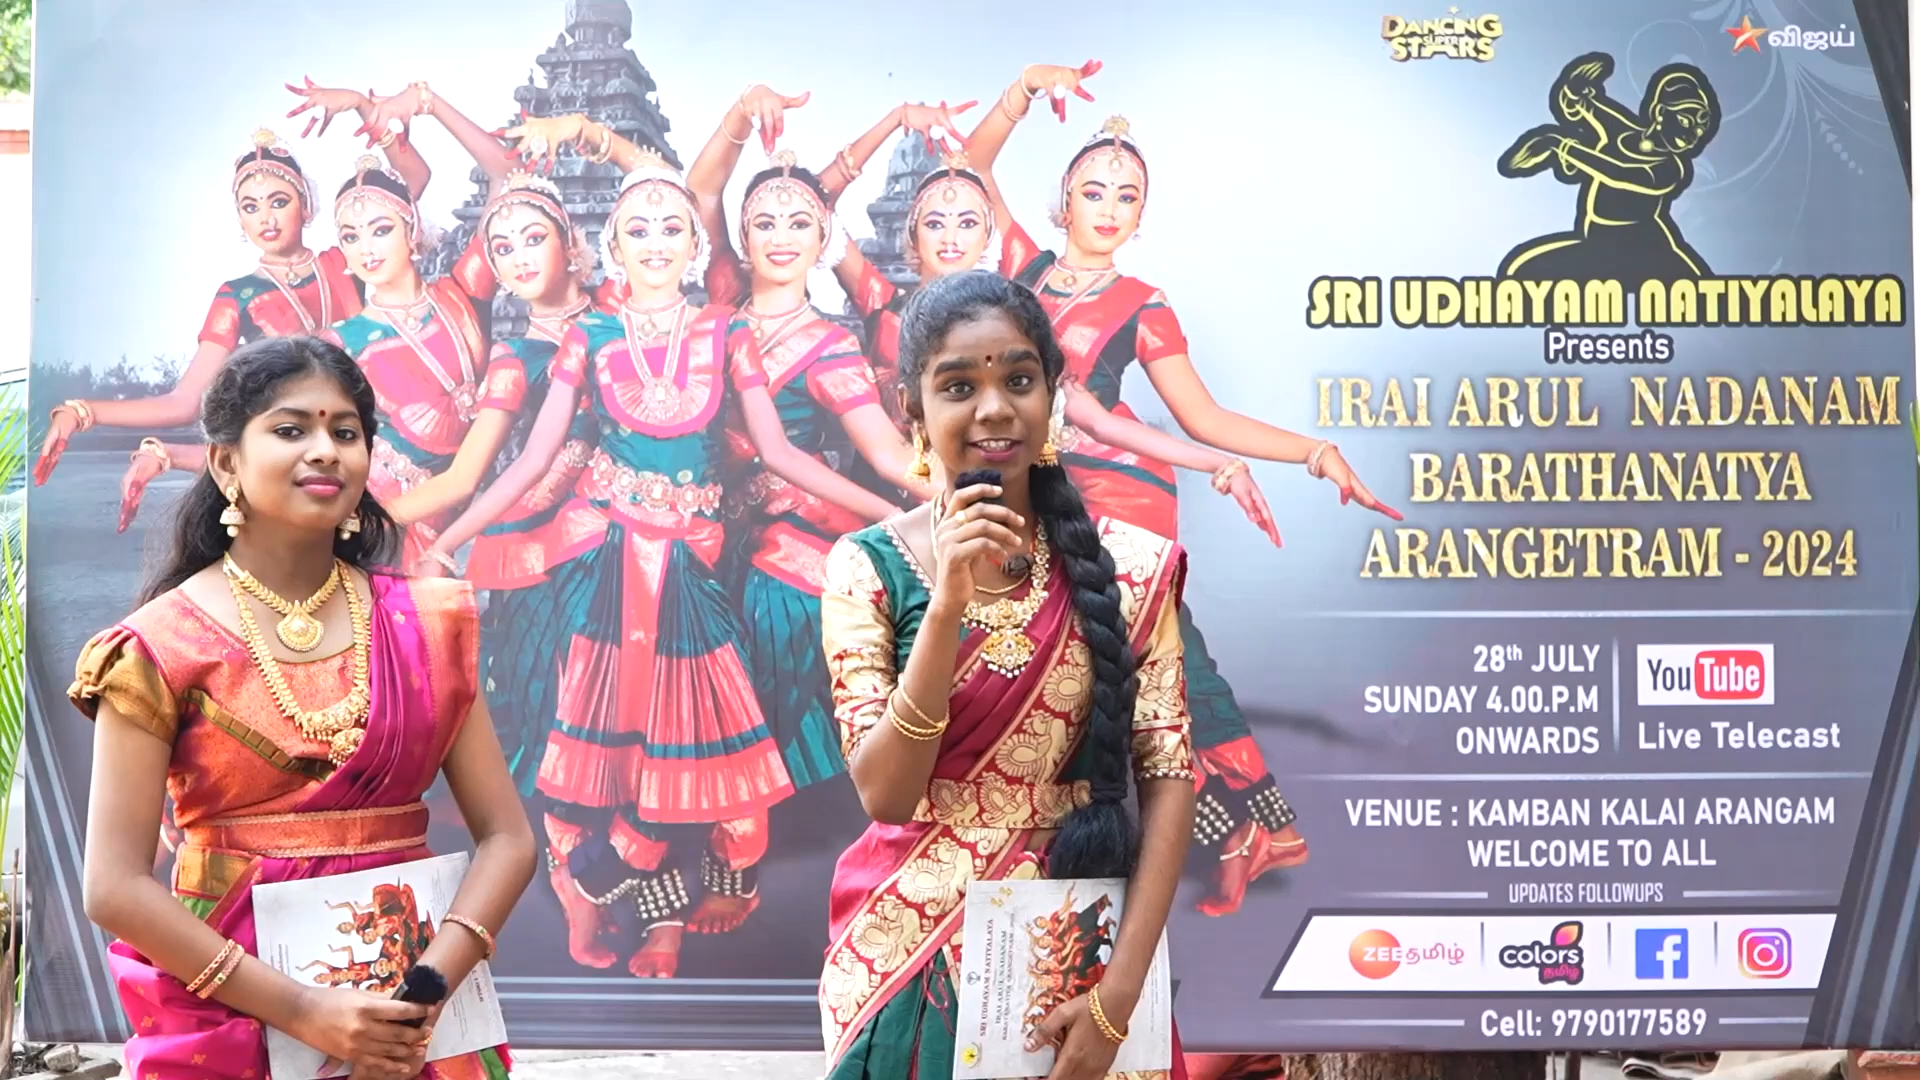 DANCING
SUPER
STARS
விஜய்
SRI UDHAYAM NATIYALAYA
Presents
IRAI ARUL NADANAM
BARATHANATYA
ARANGETRAM - 2024
28th JULY
SUNDAY 4.00.P.M
ONWARDS
YouTube
Live Telecast
VENUE : KAMBAN KALAI ARANGAM
WELCOME TO ALL
UPDATES FOLLOWUPS
ZEE தமிழ்
colors
தமிழ்
Cell: 9790177589
SRI UDHAYAM NATIYALAYA
IRAI ARUL NADANAM